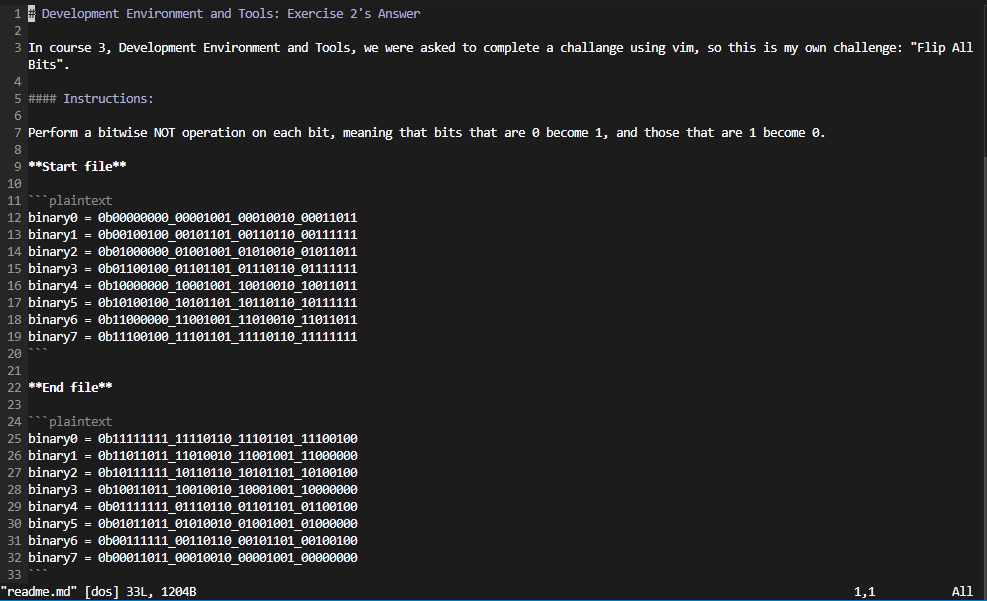 1 # Development Environment and Tools: Exercise 2's Answer
2
3 In course 3, Development Environment and Tools, we were asked to complete a challange using vim, so this is my own challenge: "Flip All
Bits".
4
5 #### Instructions:
6
7 Perform a bitwise NOT operation on each bit, meaning that bits that are 0 become 1, and those that are 1 become 0.
8
9 **Start file**
10
11 ```plaintext
12 binary0 = 0b00000000_00001001_00010010_00011011
13 binary1 = 0b00100100_00101101_00110110_00111111
14 binary2 = 0b01000000_01001001_01010010_01011011
15 binary3 = 0b01100100_01101101_01110110_01111111
16 binary4 = 0b10000000_10001001_10010010_10011011
17 binary5 = 0b10100100_10101101_10110110_10111111
18 binary6 = 0b11000000_11001001_11010010_11011011
19 binary7 = 0b11100100_11101101_11110110_11111111
20 ```
21
22 **End file**
23
24 ```plaintext
25 binary0 = 0b11111111_11110110_11101101_11100100
26 binary1 = 0b11011011_11010010_11001001_11000000
27 binary2 = 0b10111111_10110110_10101101_10100100
28 binary3 = 0b10011011_10010010_10001001_10000000
29 binary4 = 0b01111111_01110110_01101101_01100100
30 binary5 = 0b01011011_01010010_01001001_01000000
31 binary6 = 0b00111111_00110110_00101101_00100100
32 binary7 = 0b00011011_00010010_00001001_00000000
33 ```
"readme.md" [dos] 33L, 1204B 1,1 All